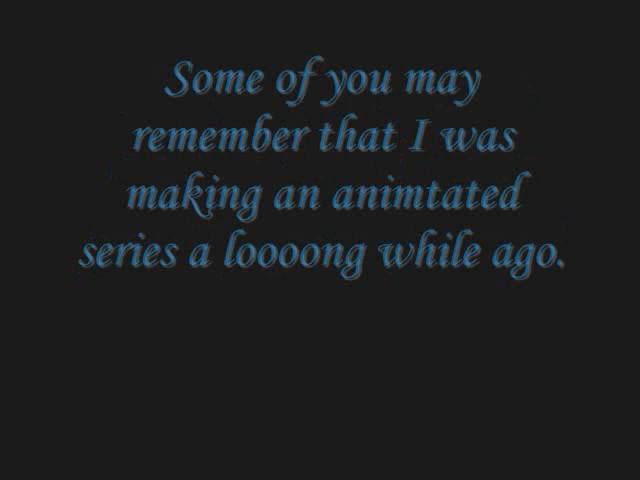 Some of you may
remember that I was
making an animtated
series a loooong while ago.